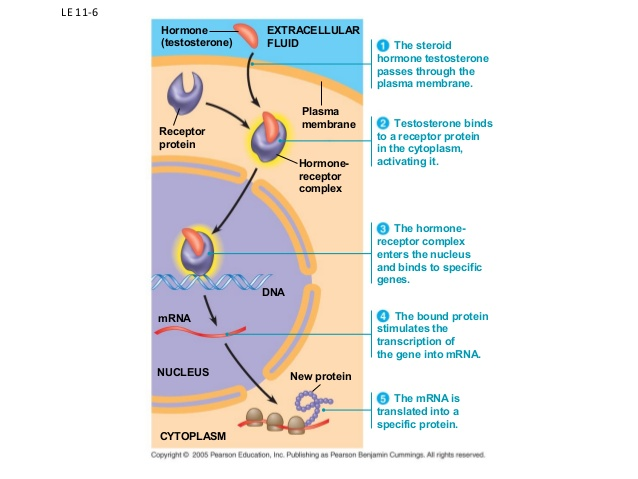 LE 11-6
Hormone
(testosterone)
EXTRACELLULAR
FLUID
1 The steroid
hormone testosterone
passes through the
plasma membrane.
Plasma
membrane
Receptor
protein
2 Testosterone binds
to a receptor protein
in the cytoplasm,
activating it.
Hormone-
receptor
complex
3 The hormone-
receptor complex
enters the nucleus
and binds to specific
genes.
DNA
mRNA
4 The bound protein
stimulates the
transcription of
the gene into mRNA.
NUCLEUS
New protein
5 The mRNA is
translated into a
specific protein.
CYTOPLASM
Copyright © 2005 Pearson Education, Inc. Publishing as Pearson Benjamin Cummings. All rights reserved.